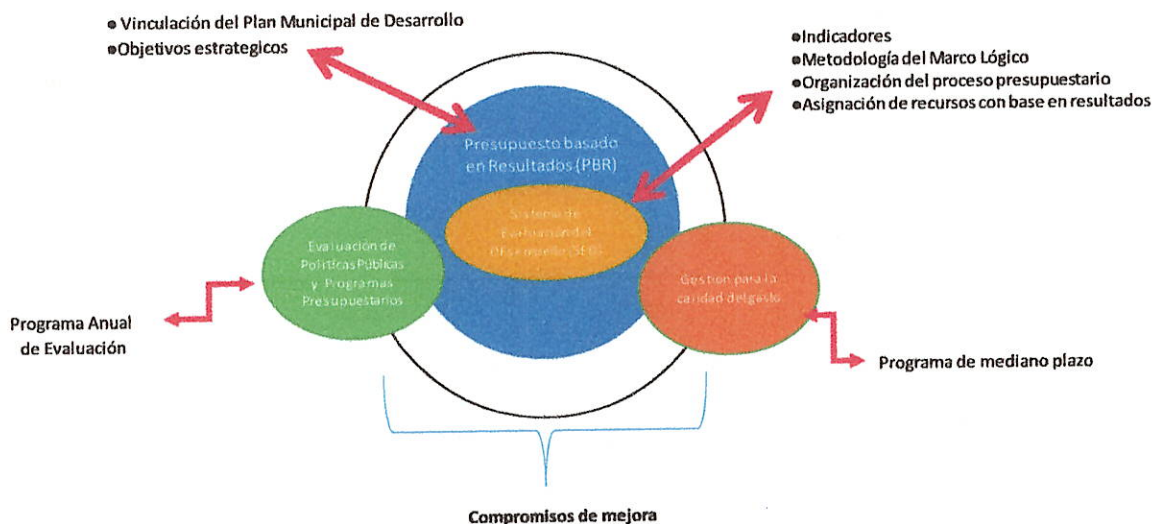 ● Vinculación del Plan Municipal de Desarrollo
● Objetivos estrategicos
● Indicadores
● Metodología del Marco Lógico
● Organización del proceso presupuestario
● Asignación de recursos con base en resultados
Presupuesto basado
en Resultados (PBR)
Sistema de
Evaluación del
Evaluación de
Políticas Públicas
y Programas
Presupuestarios
Gestion para la
calidad del gasto
Programa Anual
de Evaluación
Programa de mediano plazo
Compromisos de mejora